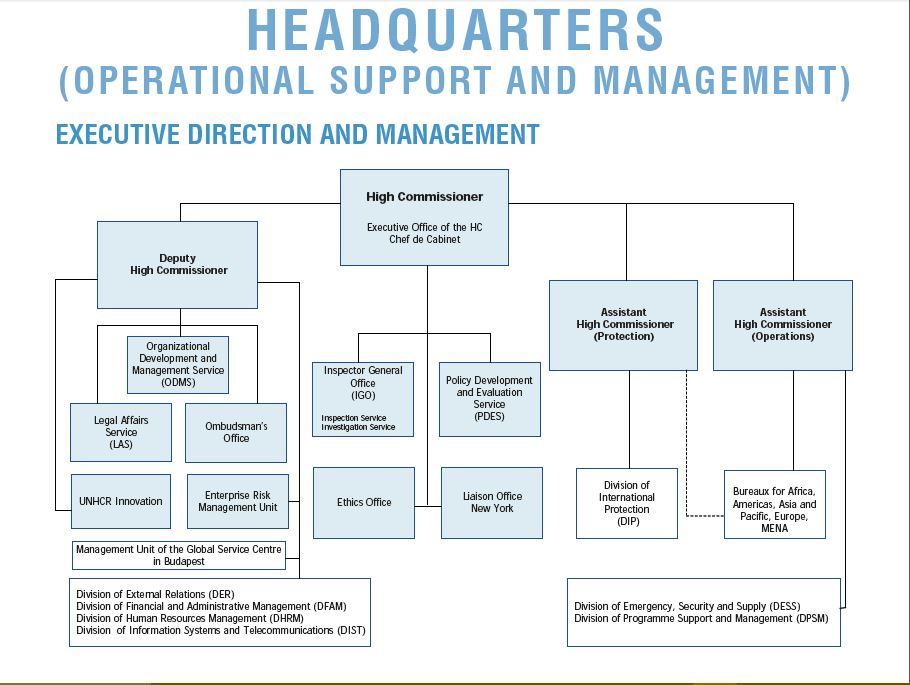 HEADQUARTERS
(OPERATIONAL SUPPORT AND MANAGEMENT)
EXECUTIVE DIRECTION AND MANAGEMENT
High Commissioner
Executive Office of the HC
Chef de Cabinet
Deputy
High Commissioner
Assistant
High Commissioner
(Protection)
Assistant
High Commissioner
(Operations)
Organizational
Development and
Management Service
(ODMS)
Legal Affairs
Service
(LAS)
Ombudsman's
Office
UNHCR Innovation
Enterprise Risk
Management Unit
Management Unit of the Global Service Centre
in Budapest
Division of External Relations (DER)
Division of Financial and Administrative Management (DFAM)
Division of Human Resources Management (DHRM)
Division of Information Systems and Telecommunications (DIST)
Inspector General
Office
(IGO)
Inspection Service
Investigation Service
Policy Development
and Evaluation
Service
(PDES)
Ethics Office
Liaison Office
New York
Division of
International
Protection
(DIP)
Bureaux for Africa,
Americas, Asia and
Pacific, Europe,
MENA
Division of Emergency, Security and Supply (DESS)
Division of Programme Support and Management (DPSM)